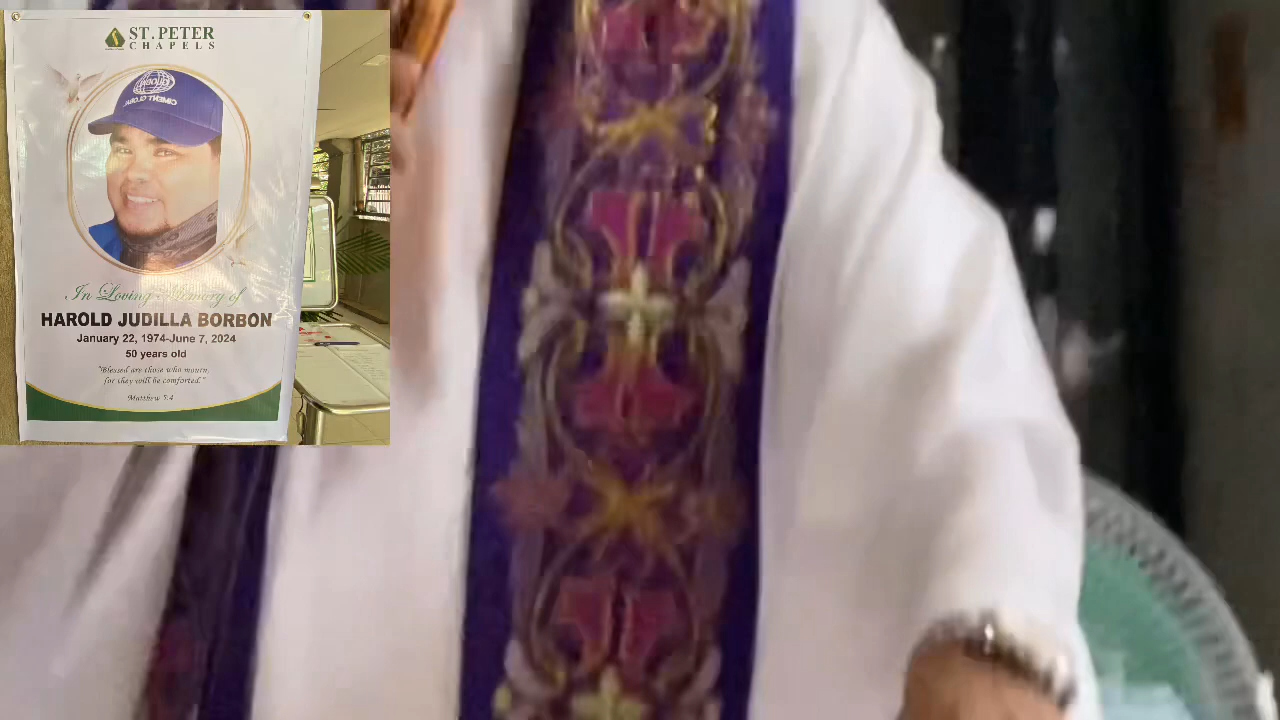 ST. PETER
CHAPELS
In Loving Memory of
HAROLD JUDILLA BORBON
January 22, 1974-June 7, 2024
50 years old
"Blessed are those who mourn,
for they will be comforted."
Matthew 5:4